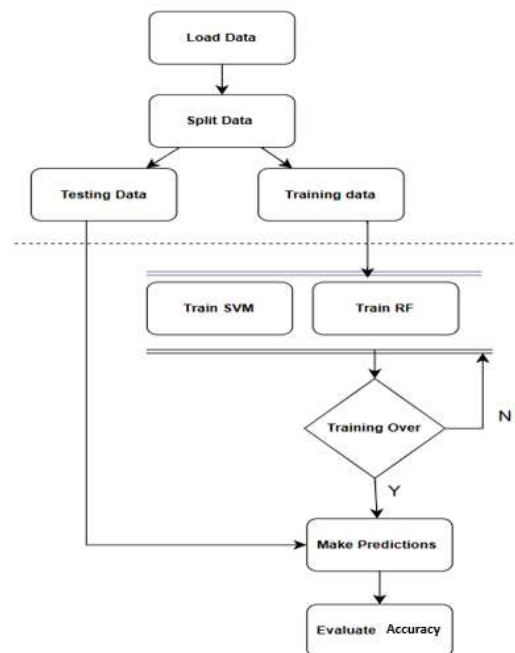 Load Data
Split Data
Testing Data
Training data
Train SVM
Train RF
Training Over
N
Y
Make Predictions
Evaluate Accuracy